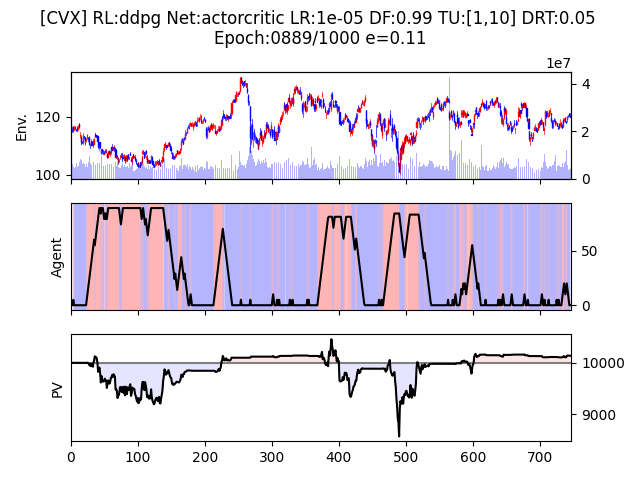 [CVX] RL:ddpg Net:actorcritic LR:1e-05 DF:0.99 TU:[1,10] DRT:0.05
Epoch:0889/1000 e=0.11
1e7
Env.
120
100
4
2
0
Agent
50
0
PV
10000
9000
0 100 200 300 400 500 600 700